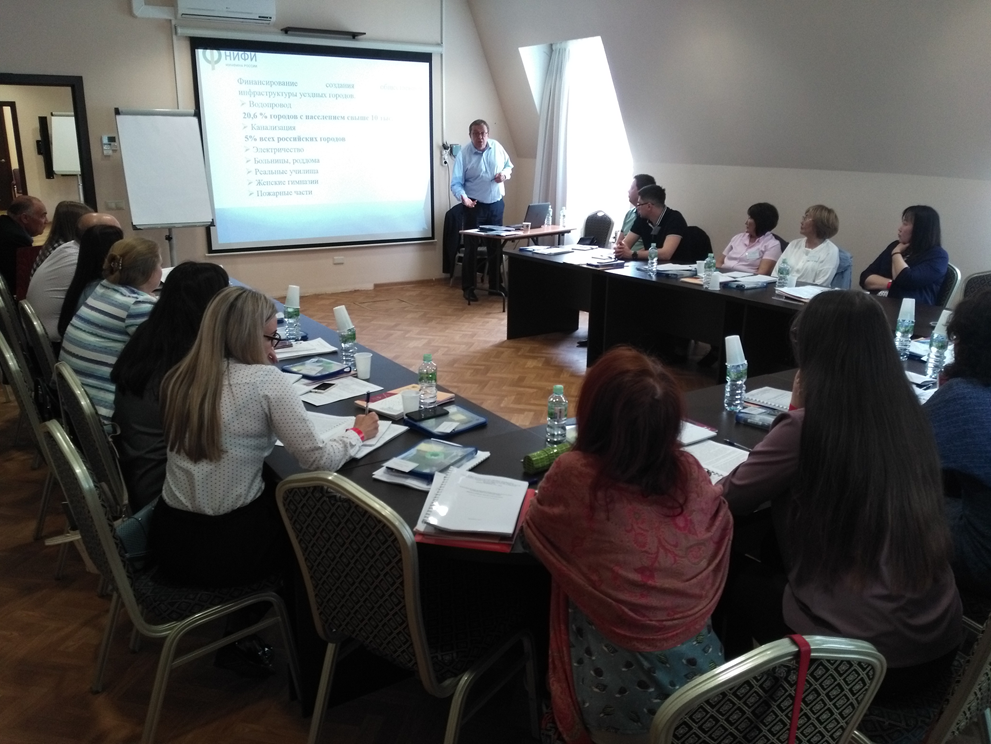 НИФИ
Финансирование создания
инфраструктуры уездных городов
➢ Водопровод
20,6 % городов с населением свыше 10
➢ Канализация
5% всех российских городов
➢ Электричество
➢ Больницы, роддома
➢ Реальные училища
➢ Женские гимназии
➢ Пожарные части